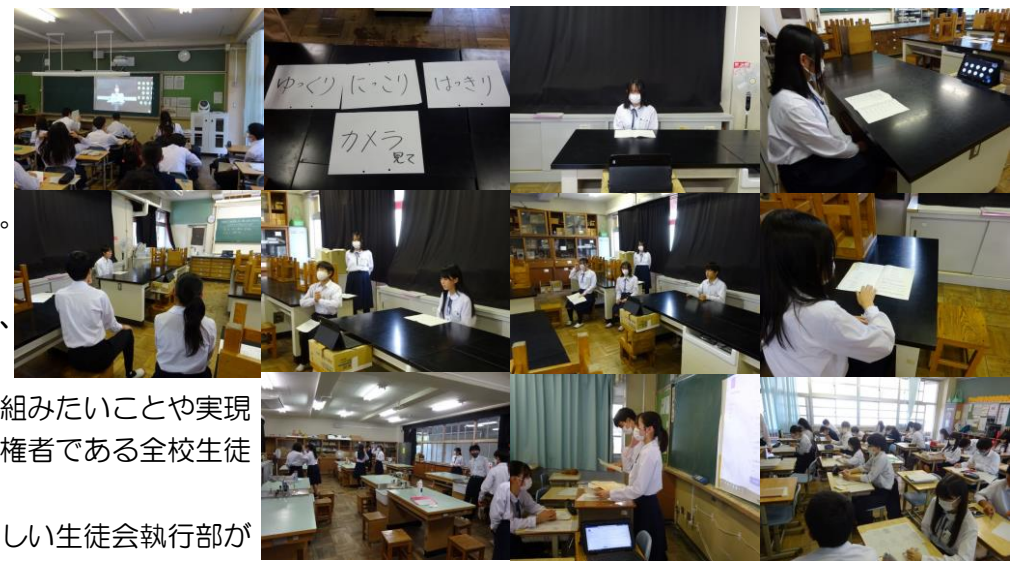 ゆっくり
にっこり
はっきり
カメラ
見て
。
、
組みたいことや実現
権者である全校生徒
しい生徒会執行部が